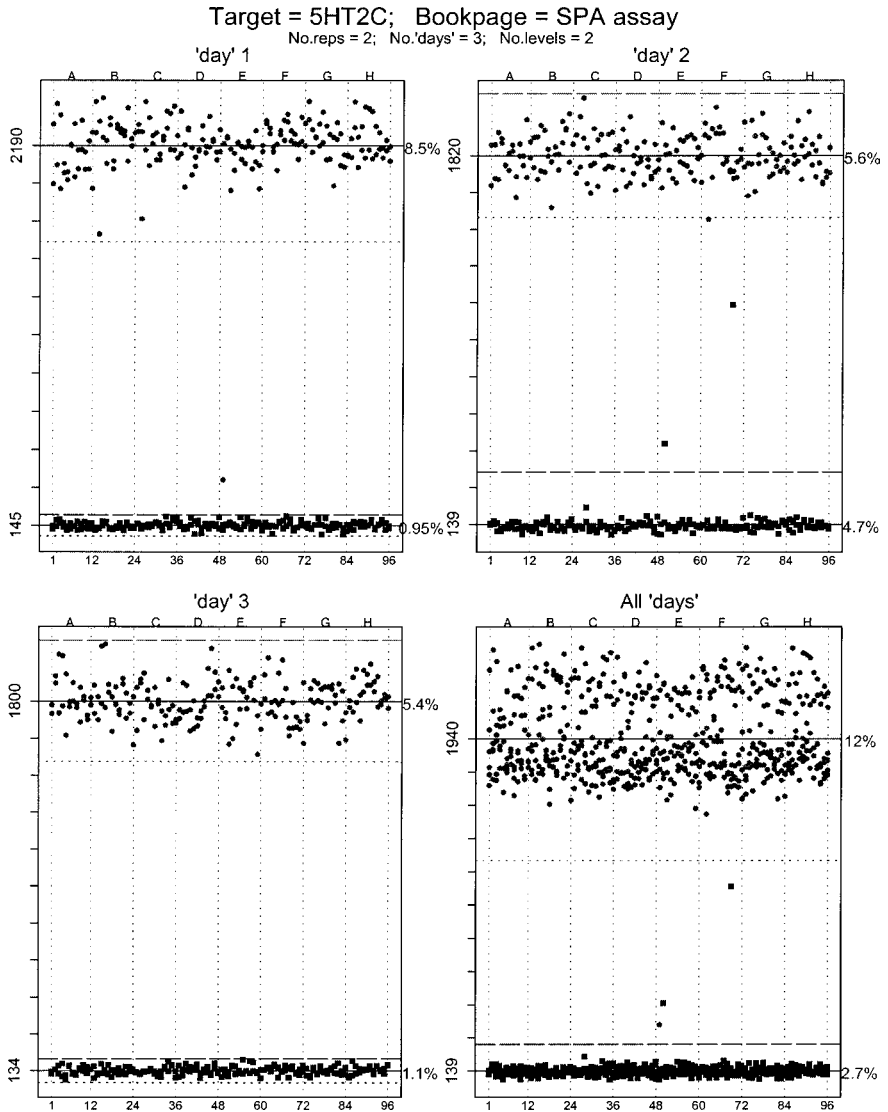 Target = 5HT2C; Bookpage = SPA assay
No.reps = 2; No.'days' = 3; No.levels = 2
'day' 1
A B C D E F G H
2190
8.5%
145
0.95%
1 12 24 36 48 60 72 84 96
'day' 2
A B C D E F G H
1820
5.6%
139
4.7%
1 12 24 36 48 60 72 84 96
'day' 3
A B C D E F G H
1800
5.4%
134
1.1%
1 12 24 36 48 60 72 84 96
All 'days'
A B C D E F G H
1940
12%
139
2.7%
1 12 24 36 48 60 72 84 96